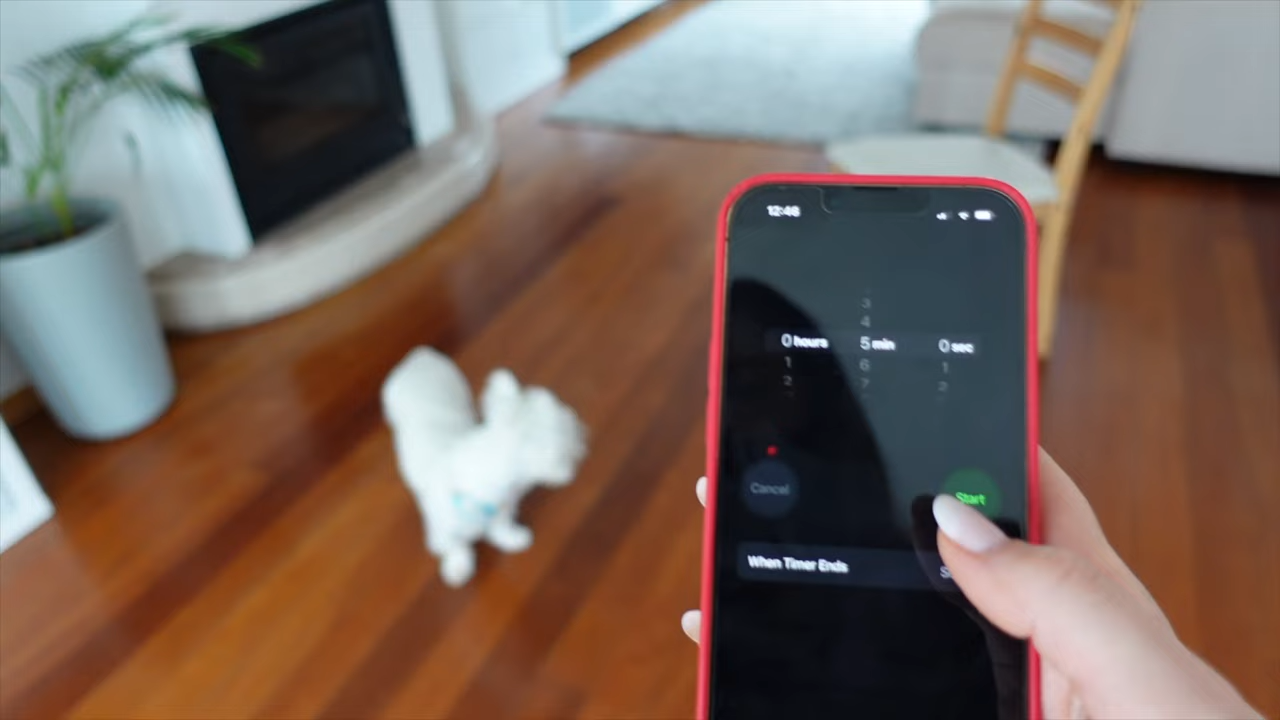 12:46
3
4
0 hours 5 min 0 sec
1 6 1
2 7 2
Cancel Start
When Timer Ends